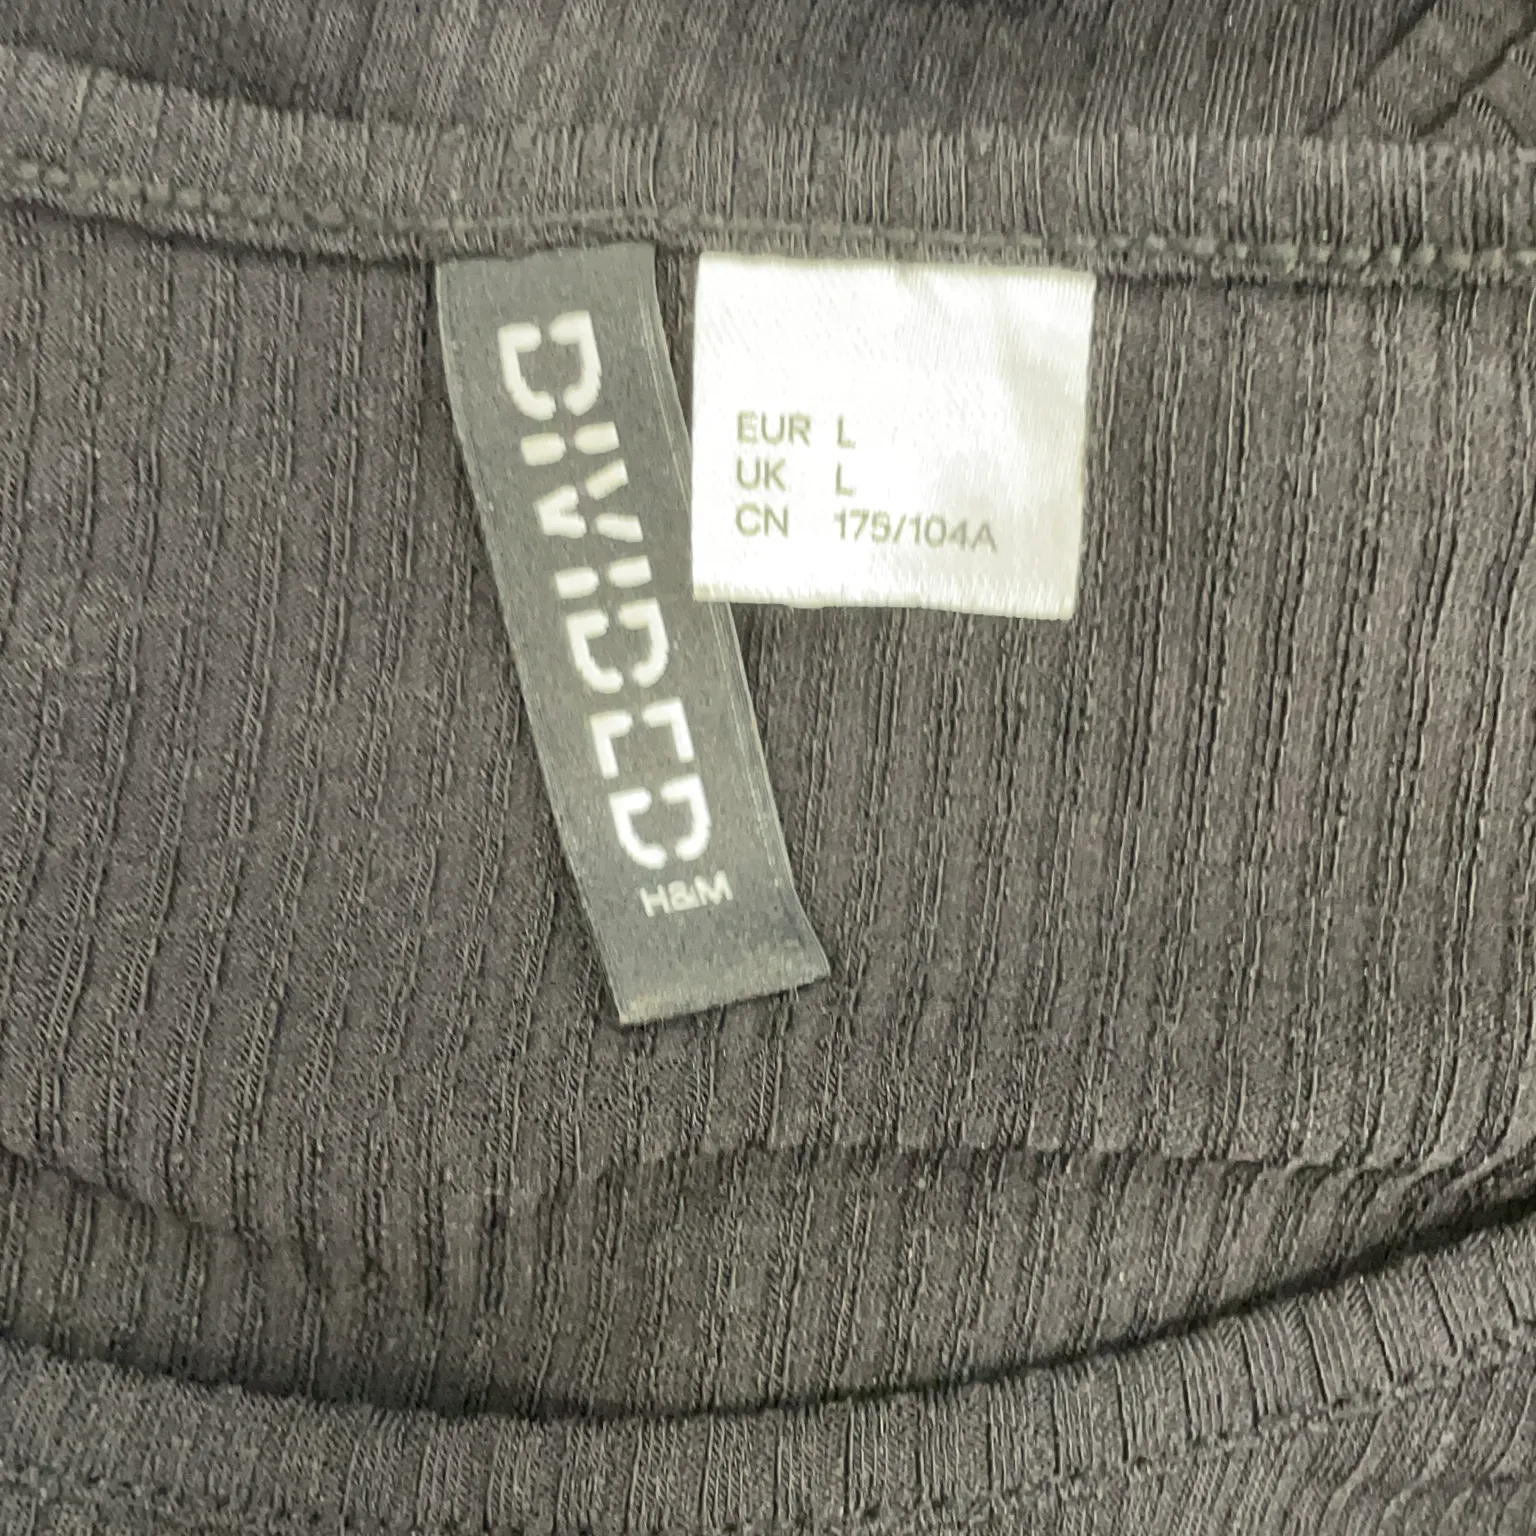 DIVIDED
H&M
EUR L
UK L
CN 175/104A